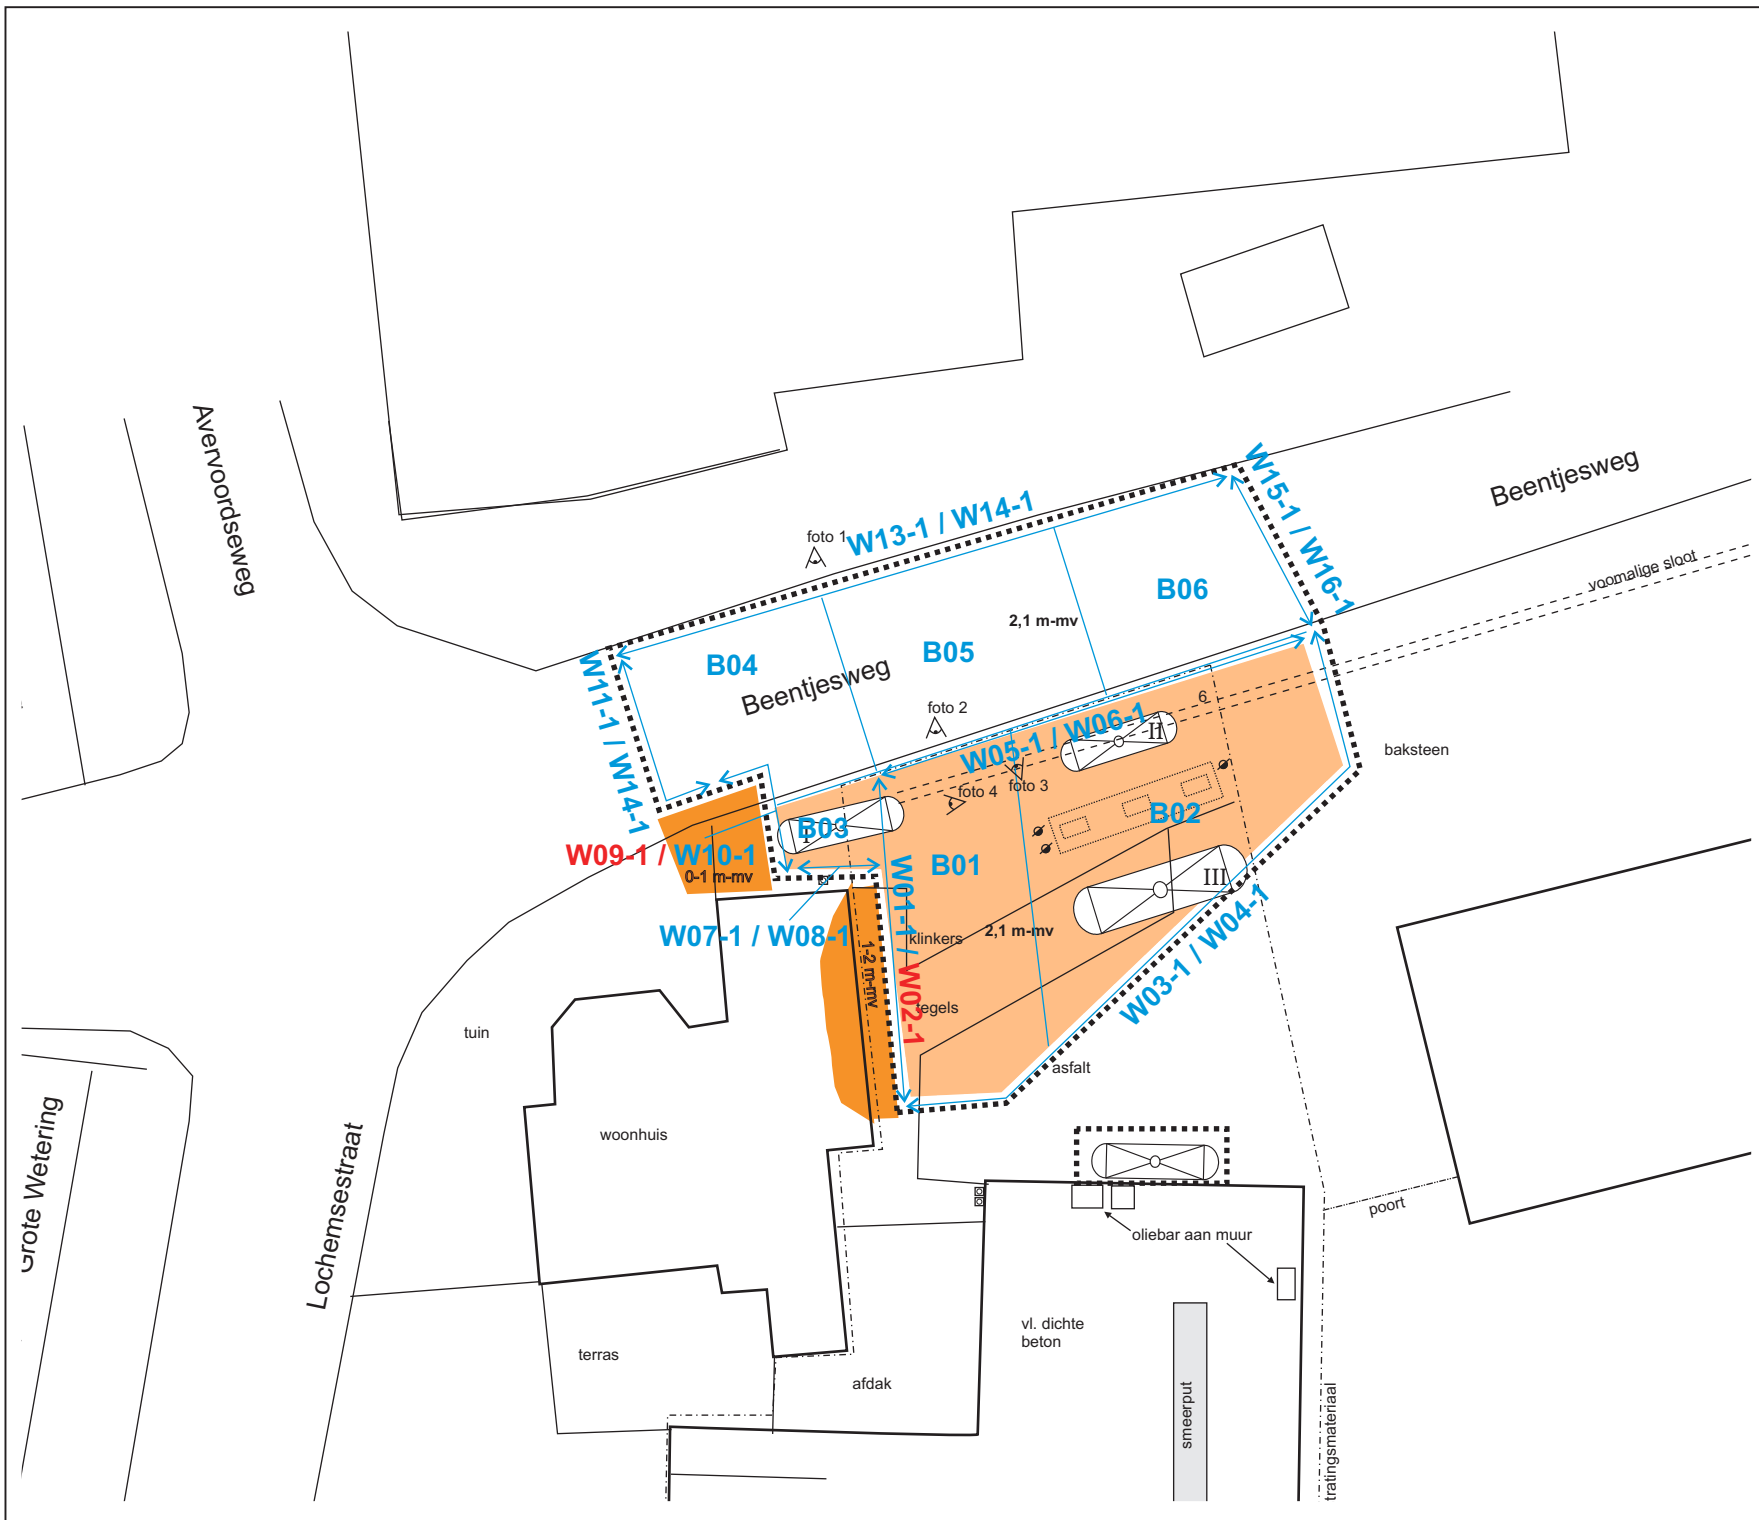 Avervoordseweg
Beentjesweg
voormalige sloot
W15-1 / W16-1
W13-1 / W14-1
foto 1
B06
2,1 m-mv
B05
B04
Beentjesweg
W11-1 / W14-1
foto 2
6
W05-1 / W06-1
II
baksteen
foto 3
foto 4
B02
B03
I
W09-1 / W10-1
0-1 m-mv
B01
III
W01-1 / W02-1
W07-1 / W08-1
klinkers
2,1 m-mv
1-2 m-mv
W03-1 / W04-1
tegels
tuin
asfalt
woonhuis
Grote Wetering
Lochemsestraat
poort
oliebar aan muur
vl. dichte
beton
terras
afdak
smeerput
tratingsmateriaal